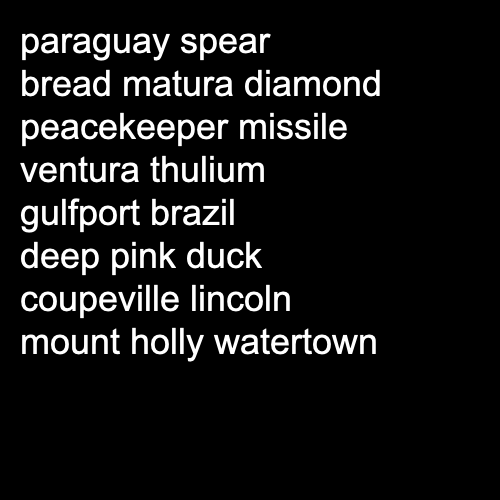 paraguay spear
bread matura diamond
peacekeeper missile
ventura thulium
gulfport brazil
deep pink duck
coupeville lincoln
mount holly watertown